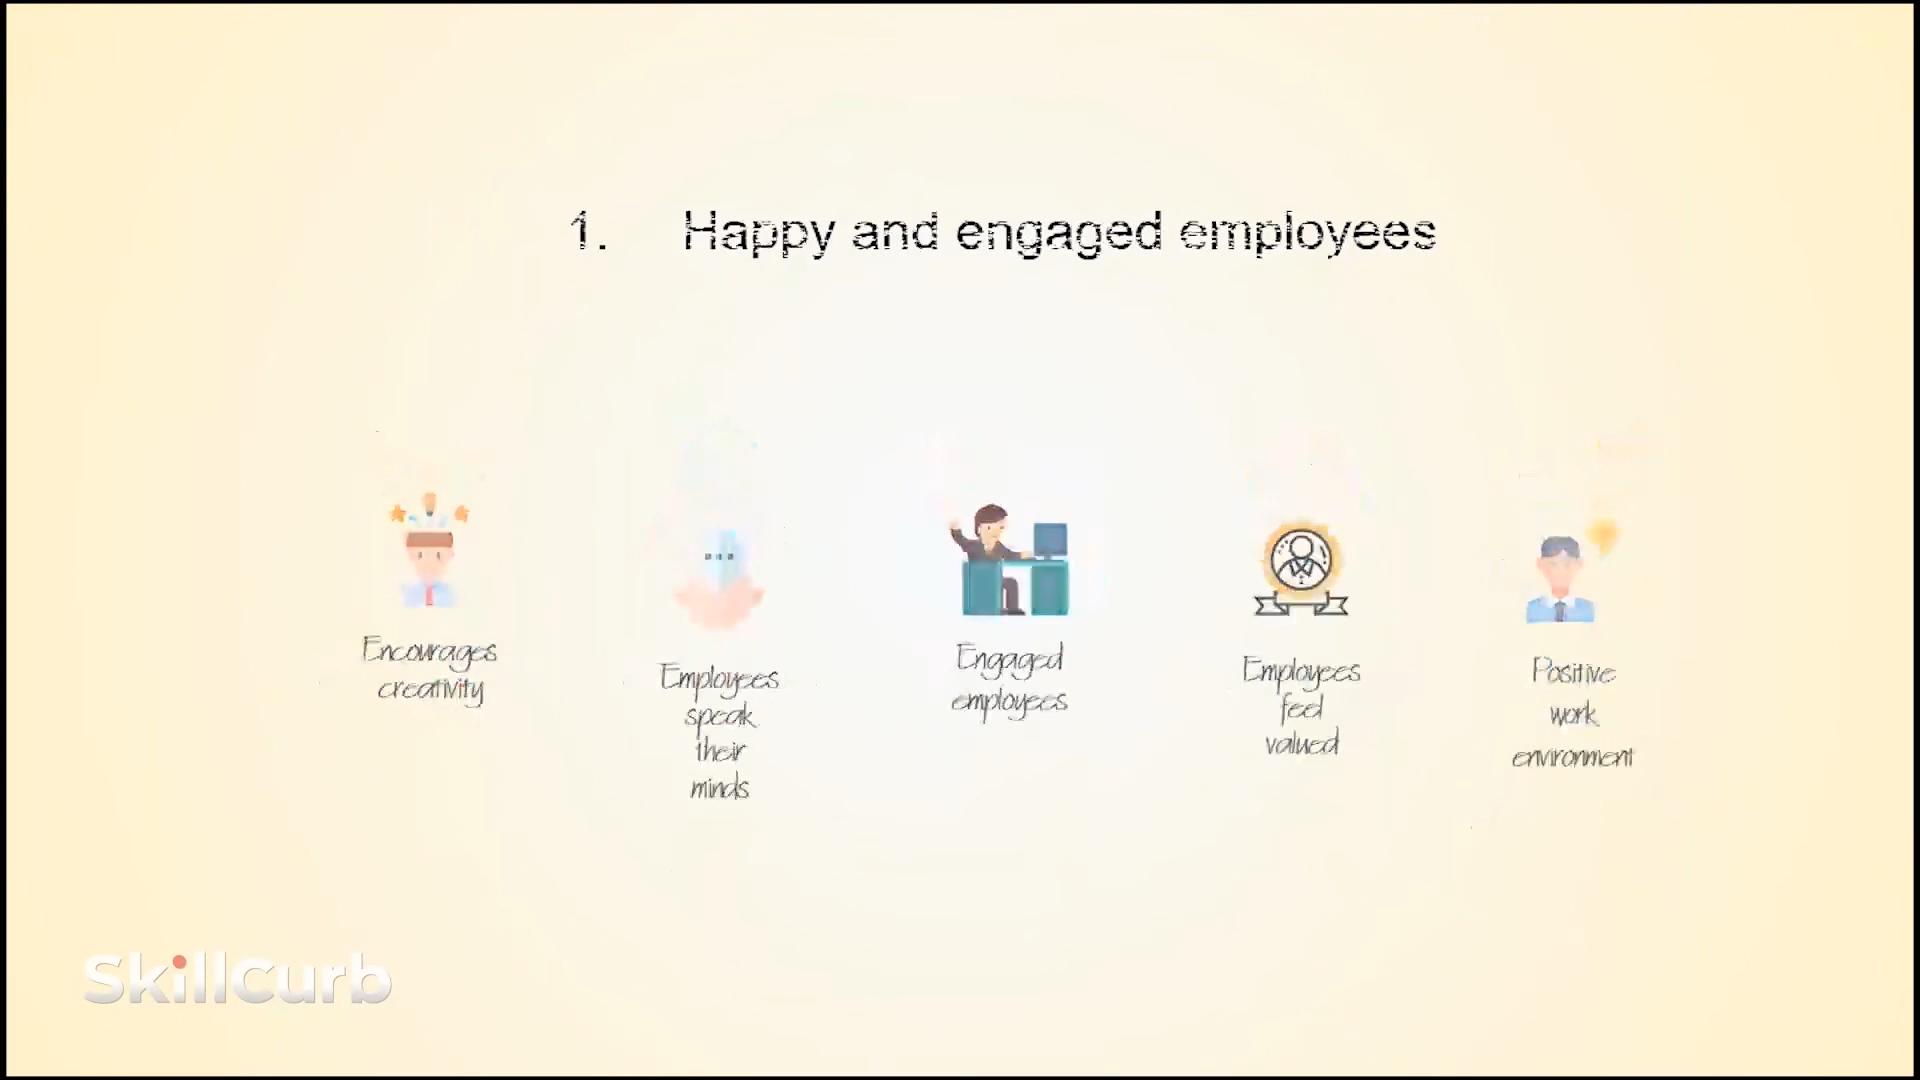 1. Happy and engaged employees
Encourages
creativity
Employees
speak
their
minds
Engaged
employees
Employees
feel
valued
Positive
work
environment
SkillCurb